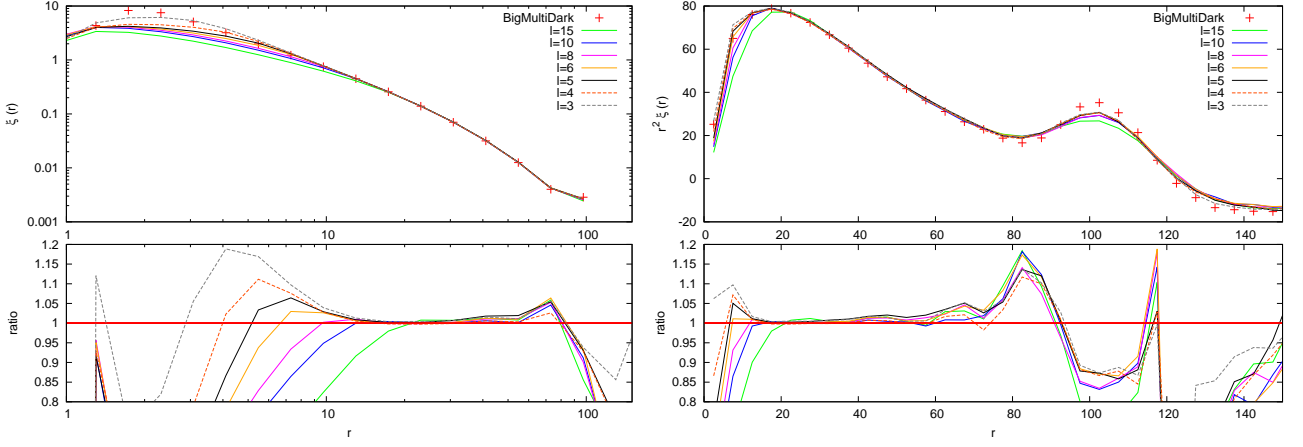 BigMultiDark
l=15
l=10
l=8
l=6
l=5
l=4
l=3
ξ (r)
10
1
0.1
0.01
0.001
1 10 100
ratio
1.2
1.15
1.1
1.05
1
0.95
0.9
0.85
0.8
1 10 100
r
BigMultiDark
l=15
l=10
l=8
l=6
l=5
l=4
l=3
r² ξ (r)
80
60
40
20
0
-20
0 20 40 60 80 100 120 140
ratio
1.2
1.15
1.1
1.05
1
0.95
0.9
0.85
0.8
0 20 40 60 80 100 120 140
r